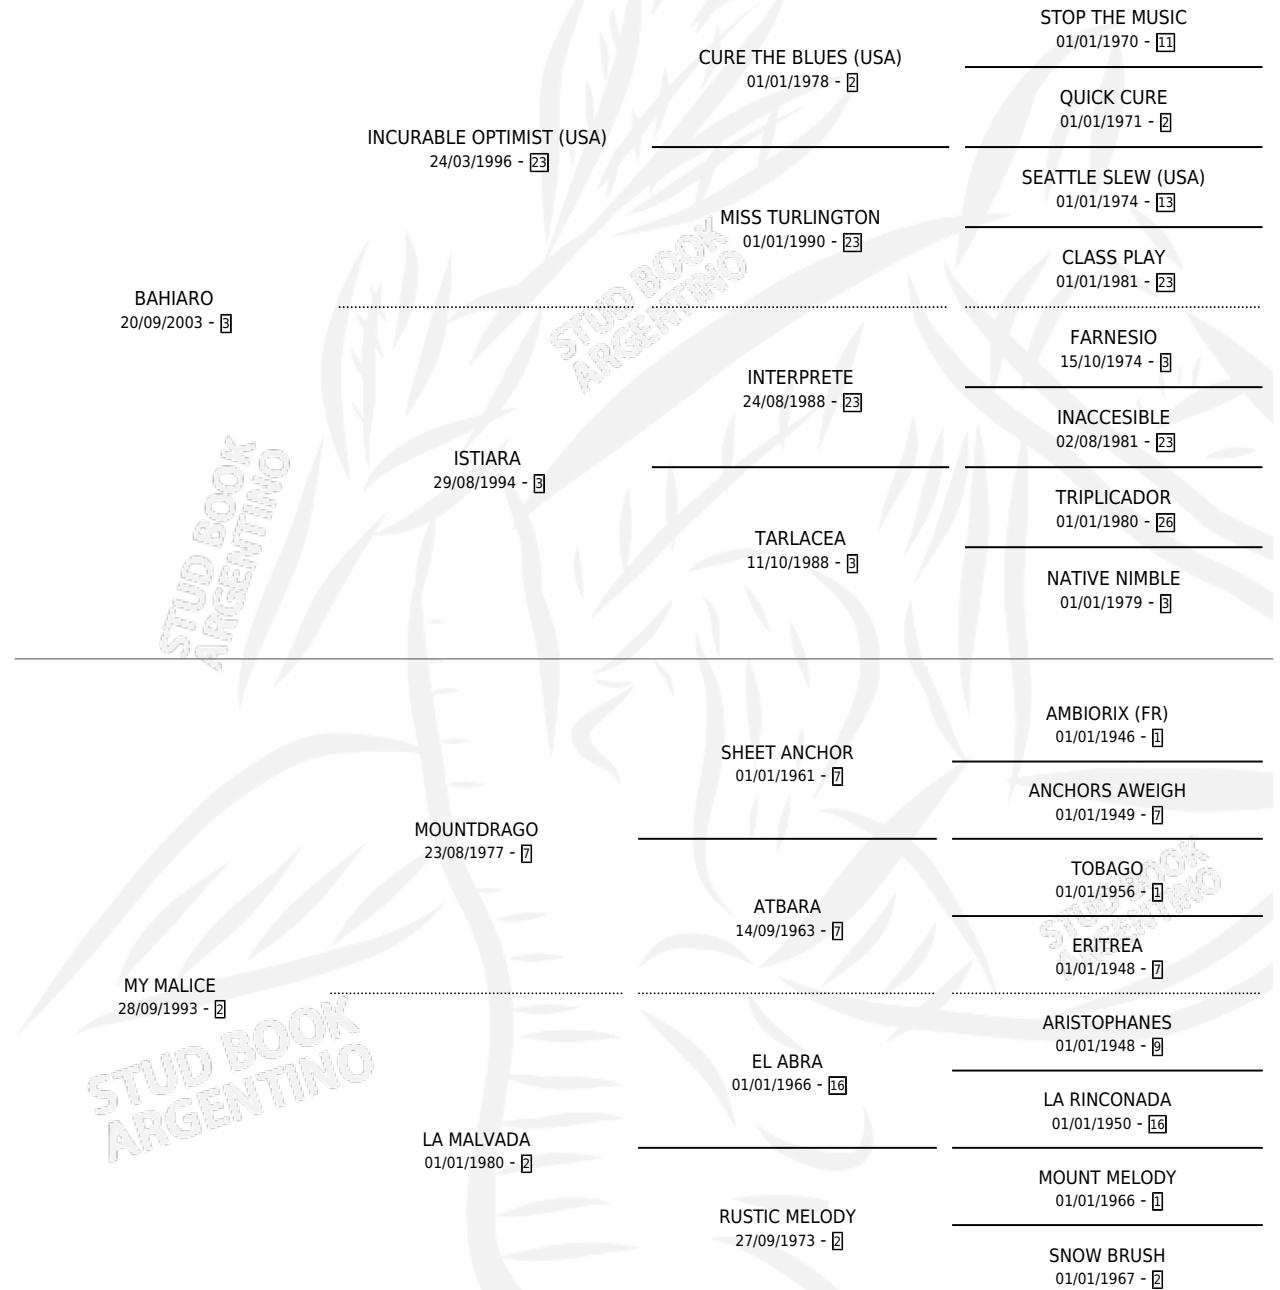 STOP THE MUSIC
01/01/1970 - 11
CURE THE BLUES (USA)
01/01/1978 - 2
QUICK CURE
01/01/1971 - 2
INCURABLE OPTIMIST (USA)
24/03/1996 - 23
SEATTLE SLEW (USA)
01/01/1974 - 13
MISS TURLINGTON
01/01/1990 - 23
CLASS PLAY
01/01/1981 - 23
BAHIARO
20/09/2003 - 3
FARNESIO
15/10/1974 - 3
INTERPRETE
24/08/1988 - 23
INACCESIBLE
02/08/1981 - 23
ISTIARA
29/08/1994 - 3
TRIPLICADOR
01/01/1980 - 26
TARLACEA
11/10/1988 - 3
NATIVE NIMBLE
01/01/1979 - 3
AMBIORIX (FR)
01/01/1946 - 1
SHEET ANCHOR
01/01/1961 - 7
ANCHORS AWEIGH
01/01/1949 - 7
MOUNTDRAGO
23/08/1977 - 7
TOBAGO
01/01/1956 - 1
ATBARA
14/09/1963 - 7
ERITREA
01/01/1948 - 7
MY MALICE
28/09/1993 - 2
ARISTOPHANES
01/01/1948 - 9
EL ABRA
01/01/1966 - 16
LA RINCONADA
01/01/1950 - 16
LA MALVADA
01/01/1980 - 2
MOUNT MELODY
01/01/1966 - 1
RUSTIC MELODY
27/09/1973 - 2
SNOW BRUSH
01/01/1967 - 2
STUD BOOK
ARGENTINO
STUD BOOK
ARGENTINO
STUD BOOK
ARGENTINO
STUD BOOK
ARGENTINO